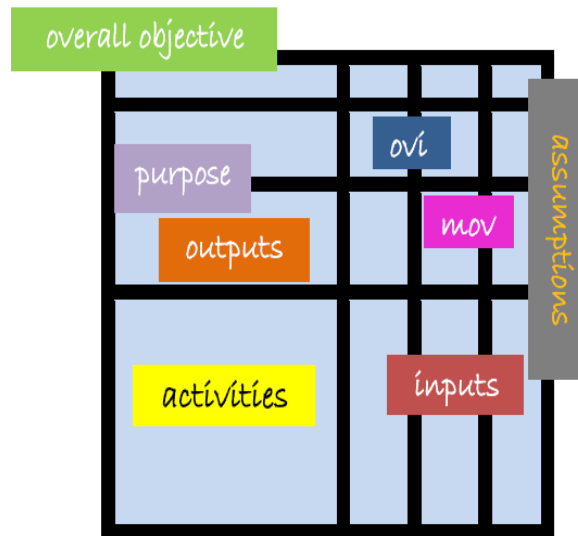 overall objective
ovi
purpose
mov
outputs
assumptions
activities
inputs